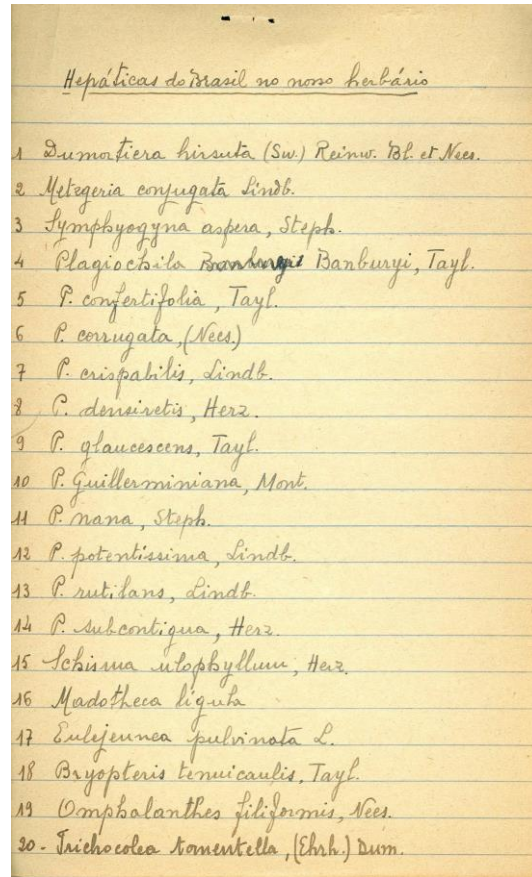 Hepáticas do Brasil no nosso herbário
1 Dumortiera hirsuta (Sw.) Reinw. Bl. et Nees.
2 Metzgeria conjugata Lindb.
3 Symphyogyna aspera, Steph.
4 Plagiochila Banburyi, Tayl.
5 P. confertifolia, Tayl.
6 P. corrugata, (Nees.)
7 P. crispabilis, Lindb.
8 P. densiretis, Herz.
9 P. glaucescens, Tayl.
10 P. Guillerminiana, Mont.
11 P. nana, Steph.
12 P. potentissima, Lindb.
13 P. rutilans, Lindb.
14 P. subcontigua, Herz.
15 Schisma ulophyllum, Herz.
16 Madotheca ligula
17 Eulejeunea pulvinata L.
18 Bryopteris tenuicaulis, Tayl.
19 Omphalanthes filiformis, Nees.
20 - Trichocolea tomentella, (Ehrh.) Dum.